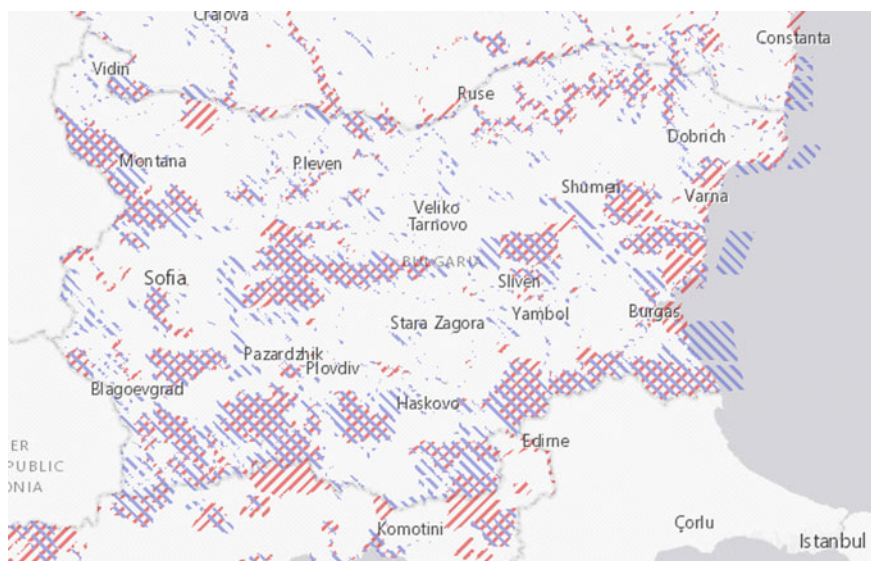 Craiova
Constanta
Vidin
Ruse
Dobrich
Montana
Pleven
Shumen
Varna
Veliko
Tarnovo
BULGARIA
Sofia
Sliven
Burgas
Yambol
Stara Zagora
Pazardzhik
Plovdiv
Blagoevgrad
Haskovo
Edirne
ER
PUBLIC
ONIA
Komotini
Çorlu
Istanbul